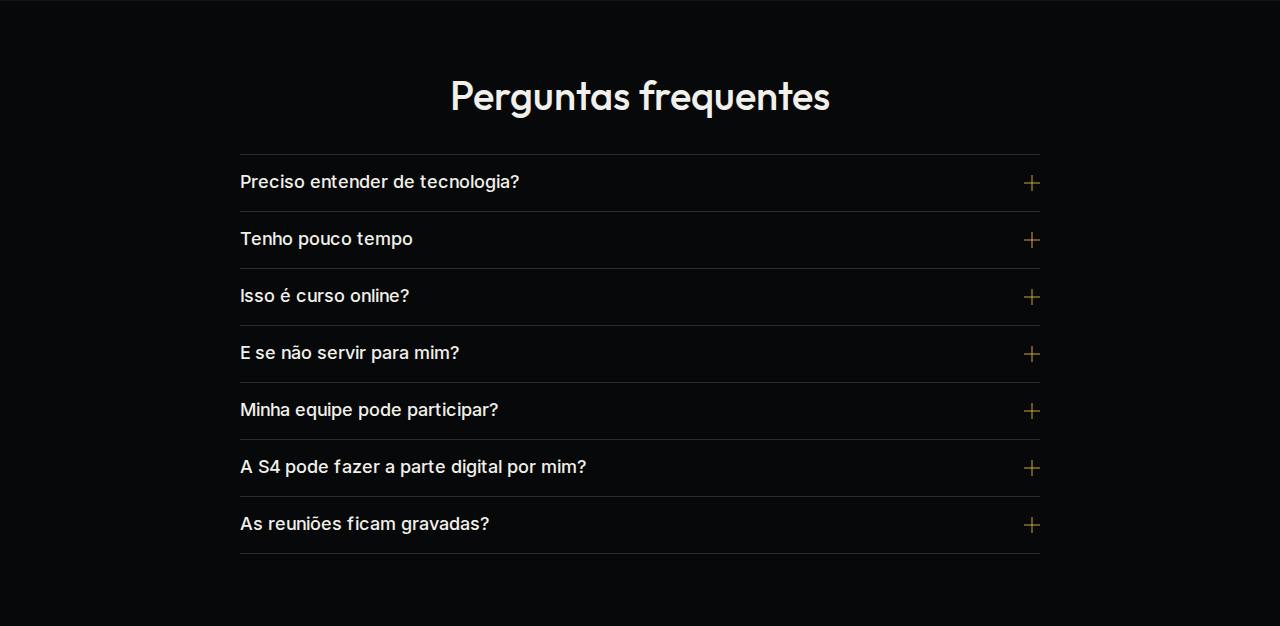 Perguntas frequentes
Preciso entender de tecnologia?
Tenho pouco tempo
Isso é curso online?
E se não servir para mim?
Minha equipe pode participar?
A S4 pode fazer a parte digital por mim?
As reuniões ficam gravadas?